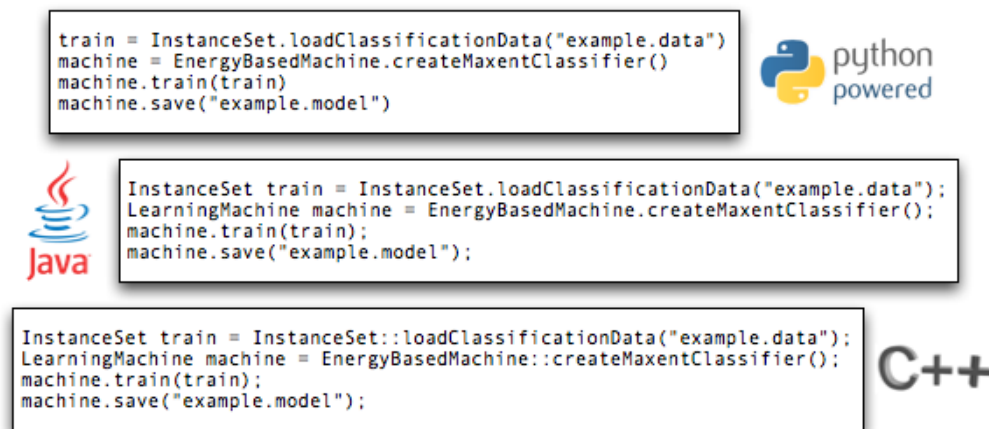 train = InstanceSet.loadClassificationData("example.data")
machine = EnergyBasedMachine.createMaxentClassifier()
machine.train(train)
machine.save("example.model")
python
powered
InstanceSet train = InstanceSet.loadClassificationData("example.data");
LearningMachine machine = EnergyBasedMachine.createMaxentClassifier();
machine.train(train);
machine.save("example.model");
Java
InstanceSet train = InstanceSet::loadClassificationData("example.data");
LearningMachine machine = EnergyBasedMachine::createMaxentClassifier();
machine.train(train);
machine.save("example.model");
C++